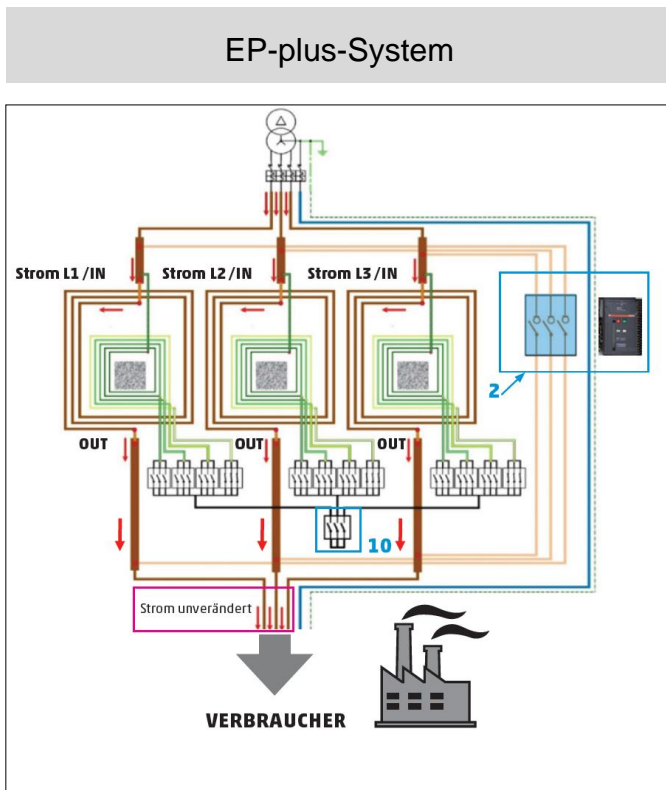 EP-plus-System
Strom L1/IN
Strom L2/IN
Strom L3/IN
2
OUT
OUT
OUT
10
Strom unverändert
VERBRAUCHER